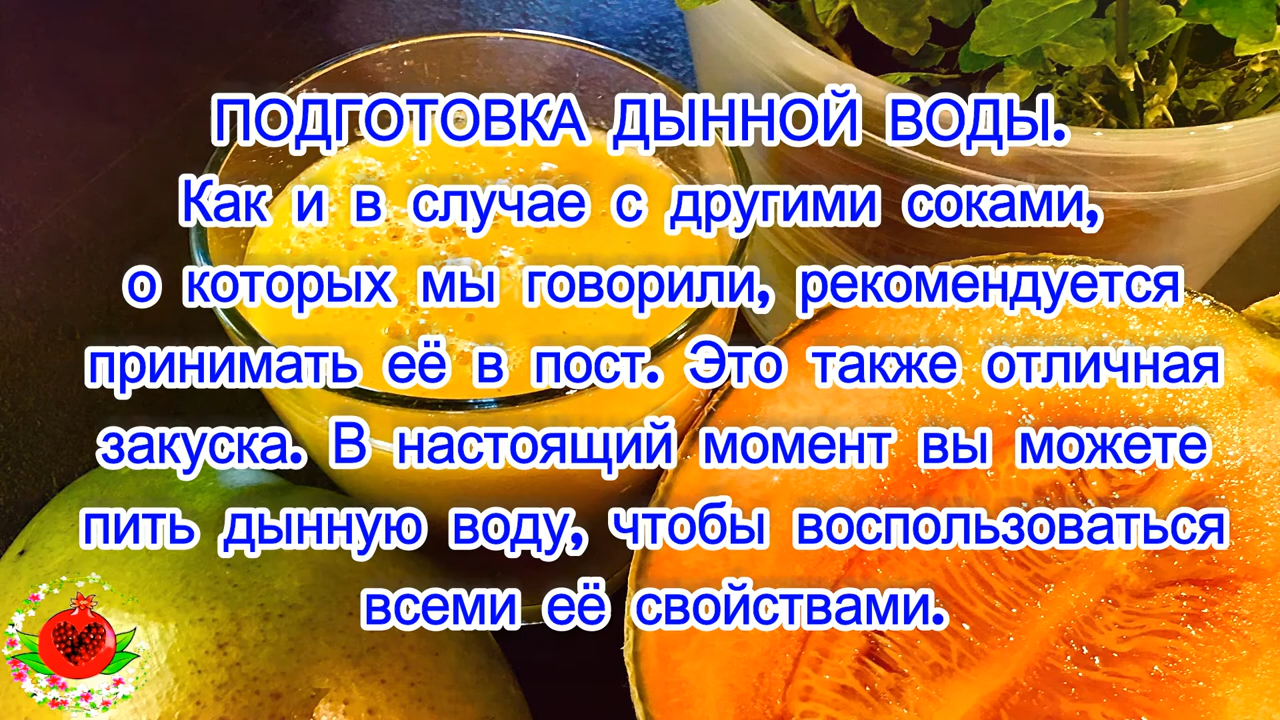 ПОДГОТОВКА ДЫННОЙ ВОДЫ.
Как и в случае с другими соками,
о которых мы говорили, рекомендуется
принимать её в пост. Это также отличная
закуска. В настоящий момент вы можете
пить дынную воду, чтобы воспользоваться
всеми её свойствами.